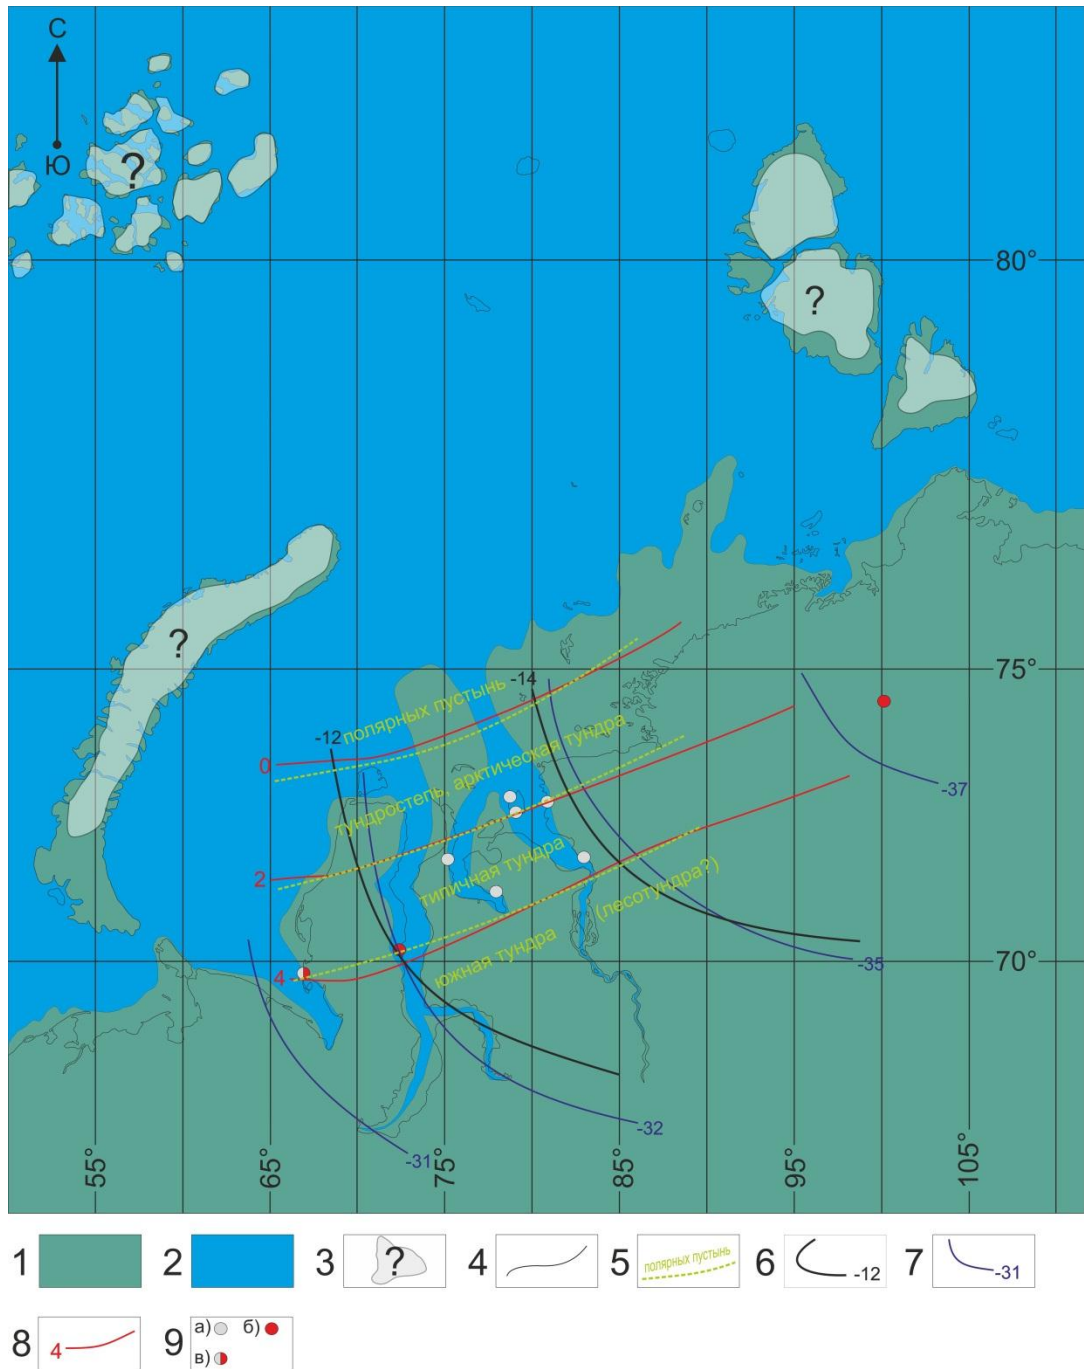 С
Ю
?
80°
?
?
75°
полярных пустынь
-14
-12
0
тундростепь, арктическая тундра
-37
2
типичная тундра
(лесотундра?)
южная тундра
70°
4
-35
-32
-31
55°
65°
75°
85°
95°
105°
1
2
3 ?
4
5 полярных пустынь
6 -12
7 -31
8 4
9 а) б)
в)